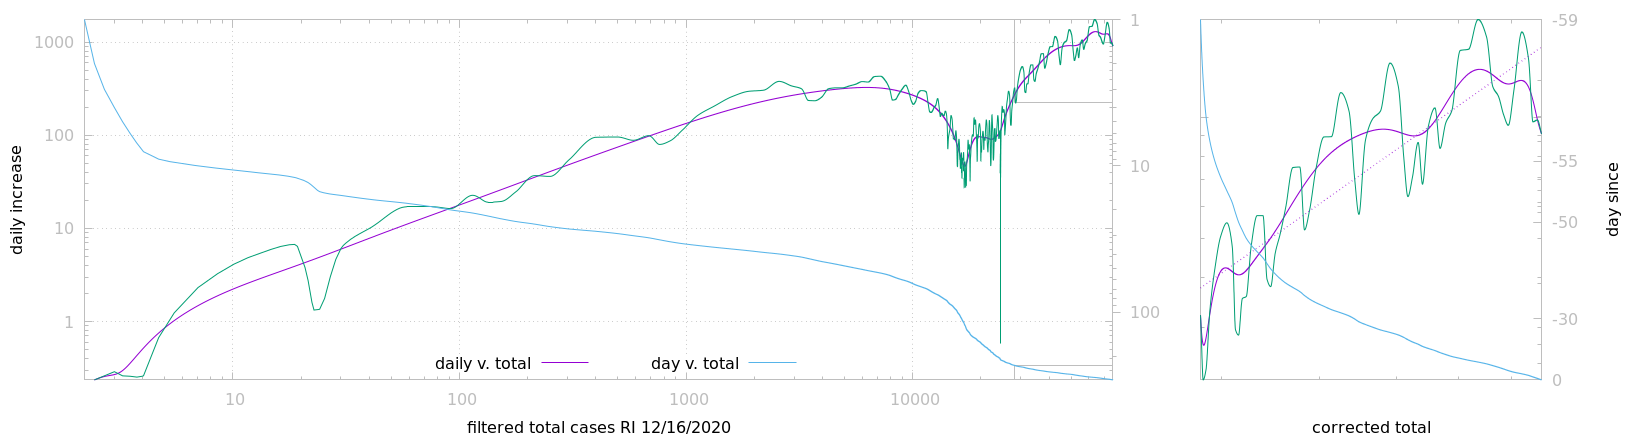 1000
100
10
1
daily increase
daily v. total
day v. total
10
100
1000
10000
filtered total cases RI 12/16/2020
1
10
100
-59
-55
-50
-30
0
day since
corrected total